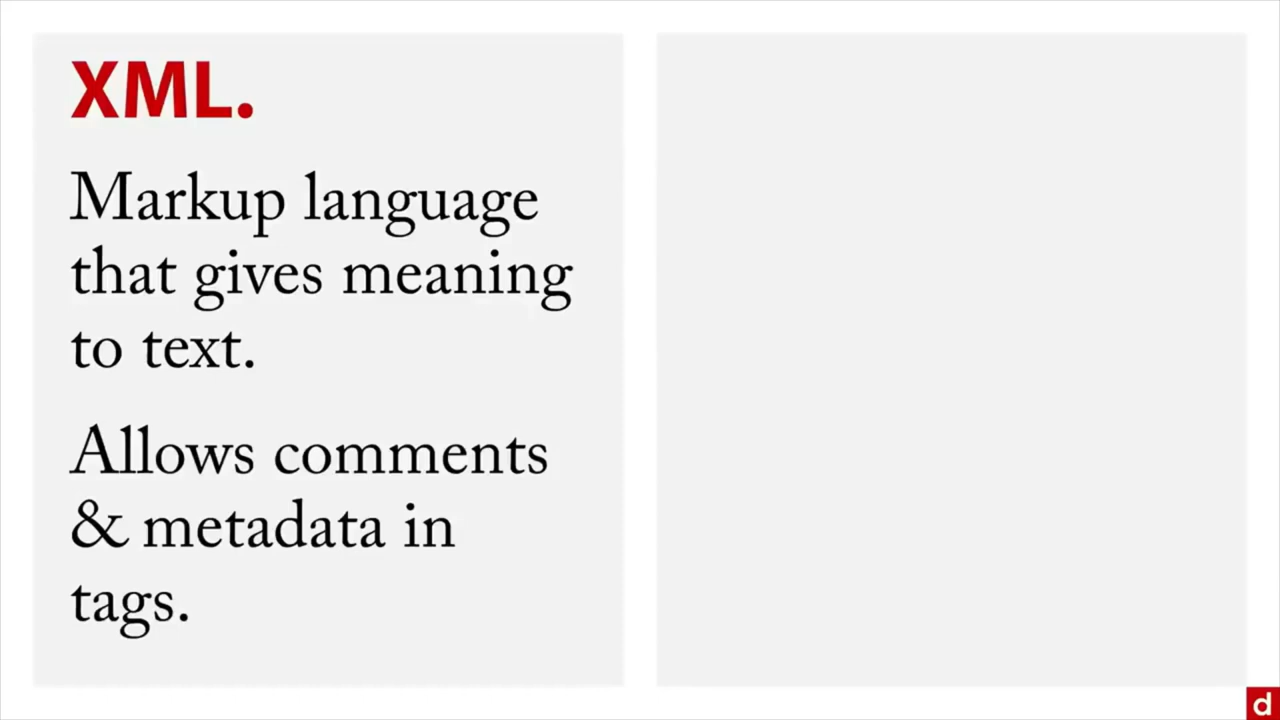 XML.
Markup language
that gives meaning
to text.
Allows comments
& metadata in
tags.
d